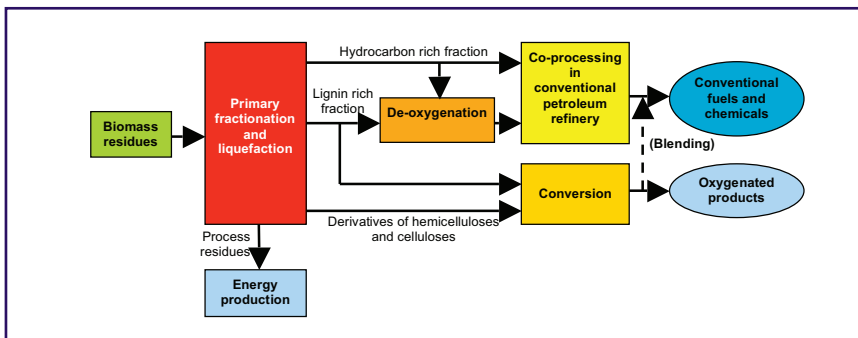 Hydrocarbon rich fraction
Lignin rich
fraction
Biomass
residues
Primary
fractionation
and
liquefaction
De-oxygenation
Co-processing
in
conventional
petroleum
refinery
Conventional
fuels and
chemicals
(Blending)
Conversion
Oxygenated
products
Derivatives of hemicelluloses
and celluloses
Process
residues
Energy
production